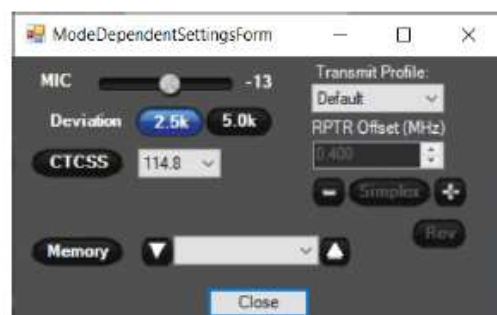 ModeDependentSettingsForm
MIC -13
Transmit Profile:
Default
Deviation 2.5k 5.0k
RPTR Offset (MHz)
0.400
CTCSS 114.8
- Simplex +
Rev
Memory
Close